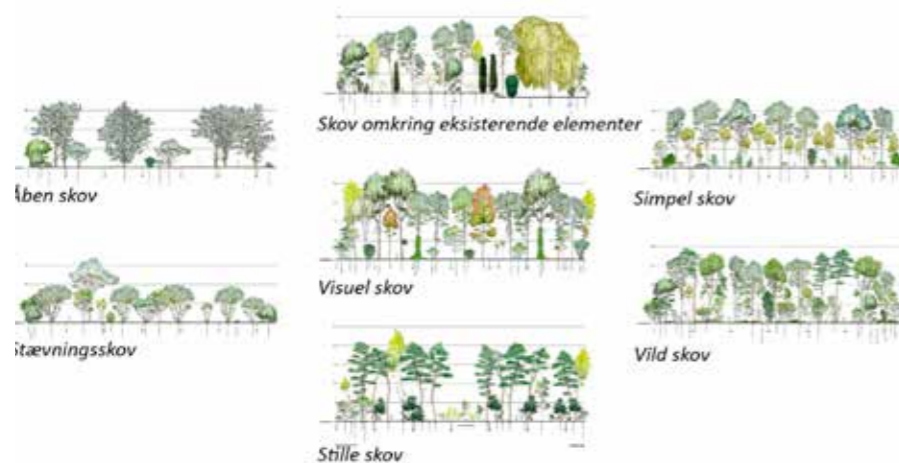 Skov omkring eksisterende elementer
Åben skov
Simpel skov
Visuel skov
Stævningsskov
Vild skov
Stille skov